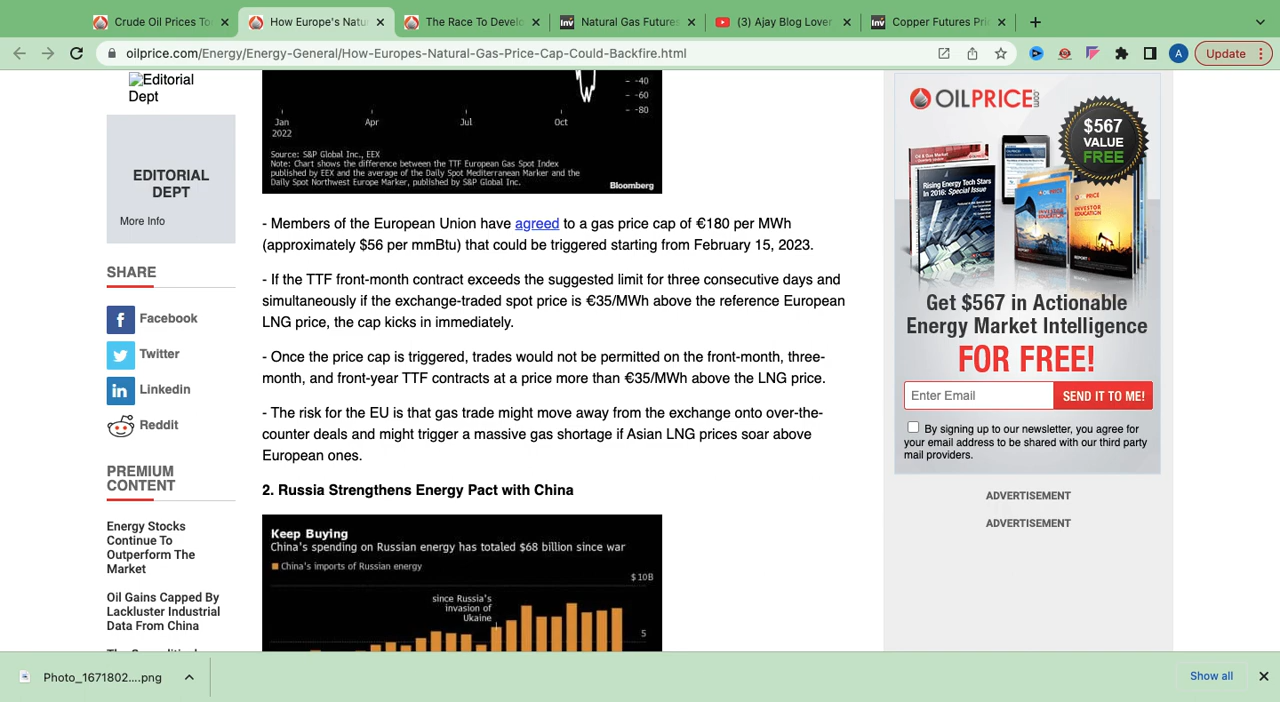 Crude Oil Prices To
How Europe's Natu
The Race To Develo
Natural Gas Futures
(3) Ajay Blog Lover
Copper Futures Pri
oilprice.com/Energy/Energy-General/How-Europes-Natural-Gas-Price-Cap-Could-Backfire.html
A
Update
Editorial
Dept
EDITORIAL
DEPT
More Info
SHARE
Facebook
Twitter
Linkedin
Reddit
PREMIUM
CONTENT
Energy Stocks
Continue To
Outperform The
Market
Oil Gains Capped By
Lackluster Industrial
Data From China
-40
-60
-80
Jan
2022
Apr
Jul
Oct
Source: S&P Global Inc., EEX
Note: Chart shows the difference between the TTF European Gas Spot Index
published by EEX and the average of the Daily Spot Mediterranean Marker and the
Daily Spot Northwest Europe Marker, published by S&P Global Inc.
Bloomberg
- Members of the European Union have agreed to a gas price cap of €180 per MWh
(approximately $56 per mmBtu) that could be triggered starting from February 15, 2023.
- If the TTF front-month contract exceeds the suggested limit for three consecutive days and
simultaneously if the exchange-traded spot price is €35/MWh above the reference European
LNG price, the cap kicks in immediately.
- Once the price cap is triggered, trades would not be permitted on the front-month, three-
month, and front-year TTF contracts at a price more than €35/MWh above the LNG price.
- The risk for the EU is that gas trade might move away from the exchange onto over-the-
counter deals and might trigger a massive gas shortage if Asian LNG prices soar above
European ones.
2. Russia Strengthens Energy Pact with China
Keep Buying
China's spending on Russian energy has totaled $68 billion since war
China's imports of Russian energy
$10B
since Russia's
invasion of
Ukaine
5
OILPRICE.com
$567
VALUE
FREE
Rising Energy Tech Stars
In 2016: Special Issue
INVESTOR
EDUCATION
INVESTOR
EDUCATION
Get $567 in Actionable
Energy Market Intelligence
FOR FREE!
Enter Email
SEND IT TO ME!
By signing up to our newsletter, you agree for
your email address to be shared with our third party
mail providers.
ADVERTISEMENT
ADVERTISEMENT
Photo_1671802....png
Show all